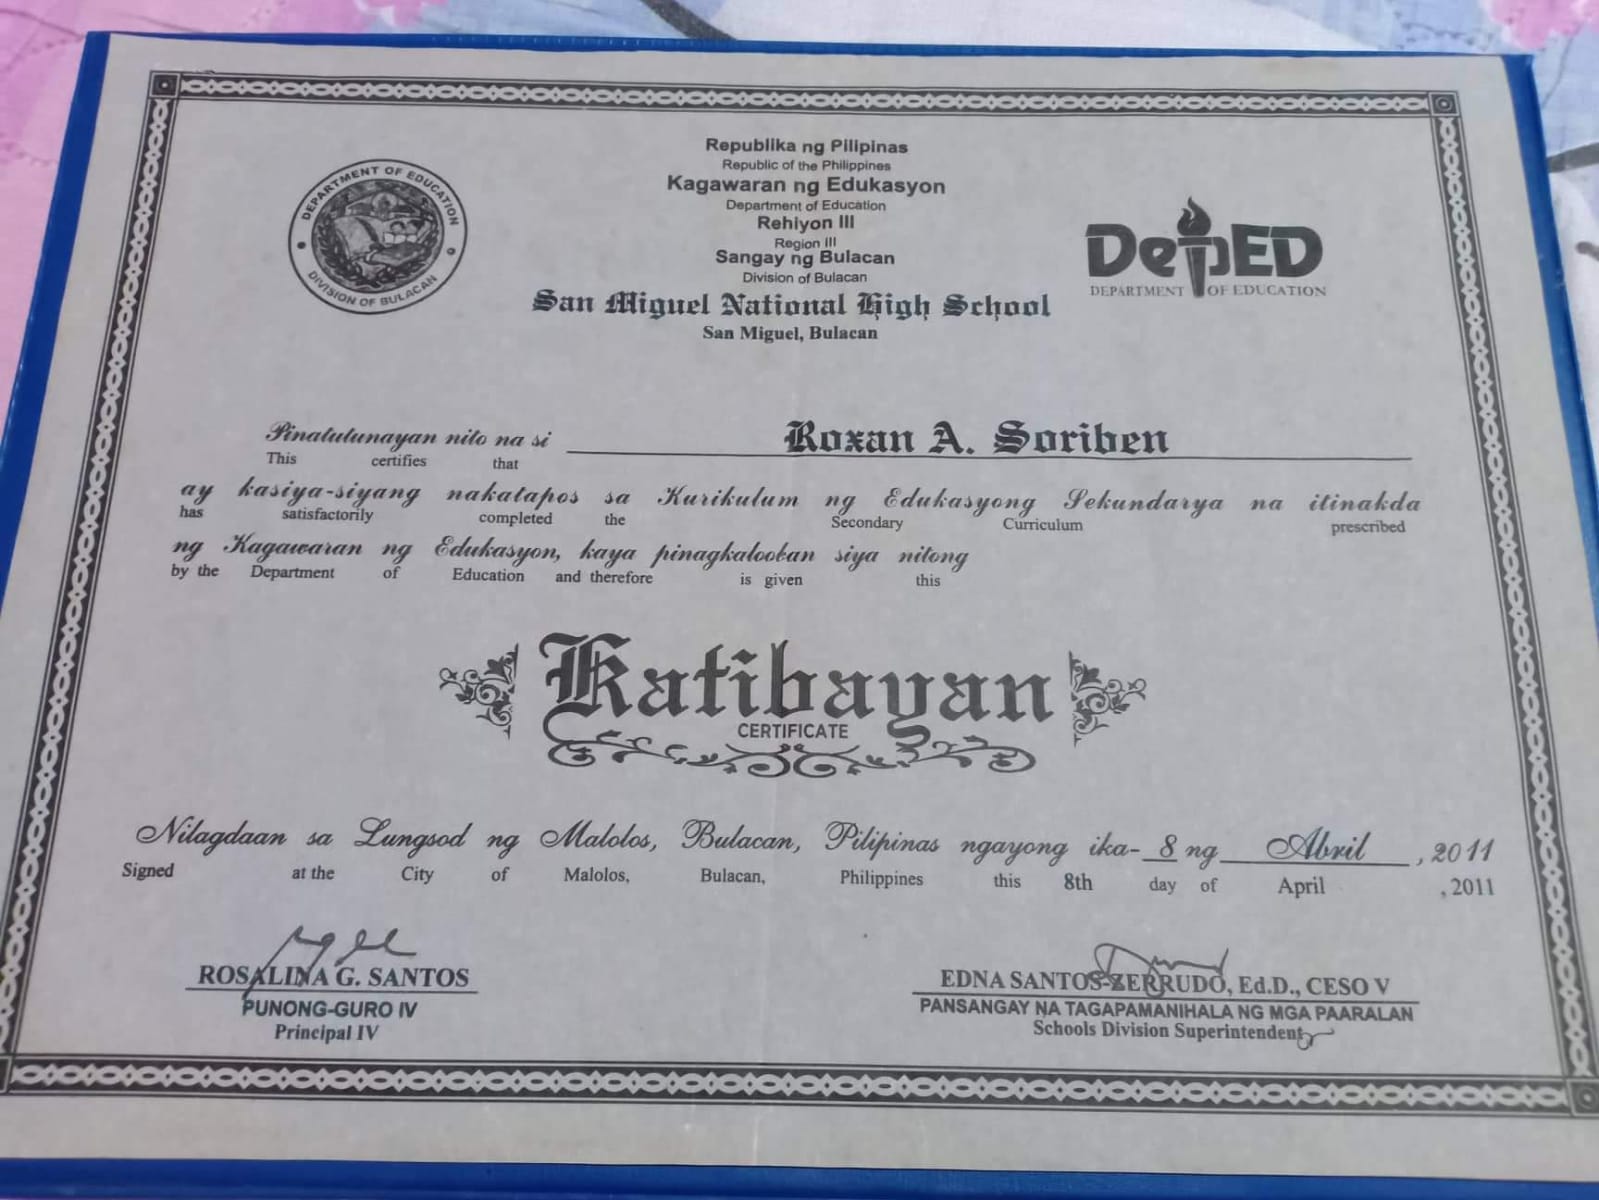 Republika ng Pilipinas
Republic of the Philippines
Kagawaran ng Edukasyon
Department of Education
Rehiyon III
Region III
Sangay ng Bulacan
Division of Bulacan
San Miguel National High School
San Miguel, Bulacan
DEPARTMENT OF EDUCATION
DIVISION OF BULACAN
DepED
DEPARTMENT OF EDUCATION
Pinatutunayan nito na si Roxan A. Soriben
This certifies that
ay kasiya-siyang nakatapos sa Kurikulum ng Edukasyong Sekundarya na itinakda
has satisfactorily completed the Secondary Curriculum prescribed
ng Kagawaran ng Edukasyon, kaya pinagkalooban siya nitong
by the Department of Education and therefore is given this
Katibayan
CERTIFICATE
Nilagdaan sa Lungsod ng Malolos, Bulacan, Pilipinas ngayong ika- 8 ng Abril , 2011
Signed at the City of Malolos, Bulacan, Philippines this 8th day of April , 2011
ROSALINA G. SANTOS
PUNONG-GURO IV
Principal IV
EDNA SANTOS-ZERRUDO, Ed.D., CESO V
PANSANGAY NA TAGAPAMANIHALA NG MGA PAARALAN
Schools Division Superintendent